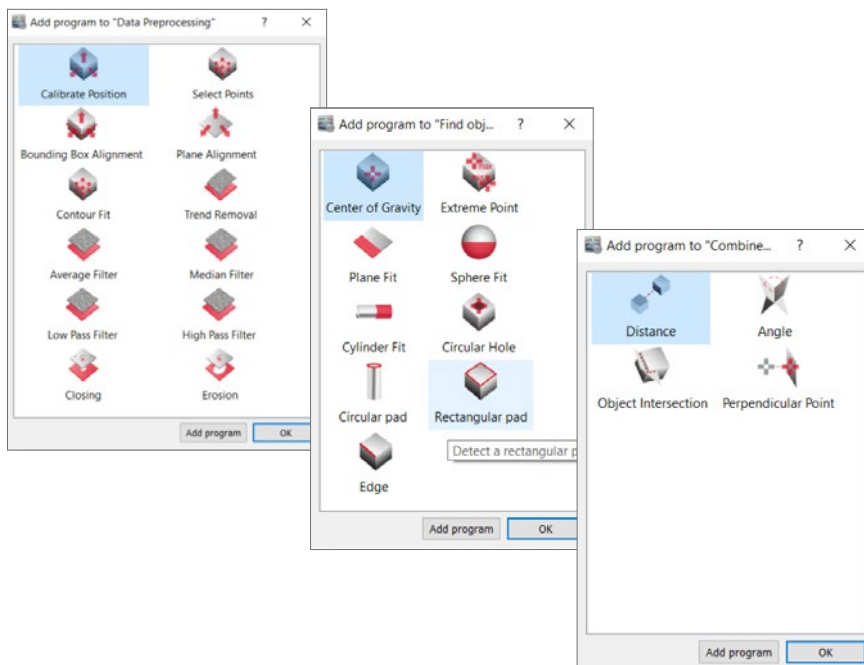 Add program to "Data Preprocessing" ? ×
Calibrate Position Select Points
Bounding Box Alignment Plane Alignment
Contour Fit Trend Removal
Average Filter Median Filter
Low Pass Filter High Pass Filter
Closing Erosion
Add program OK
Add program to "Find obj... ? ×
Center of Gravity Extreme Point
Plane Fit Sphere Fit
Cylinder Fit Circular Hole
Circular pad Rectangular pad
Detect a rectangular p
Edge
Add program OK
Add program to "Combine... ? ×
Distance Angle
Object Intersection Perpendicular Point
Add program OK